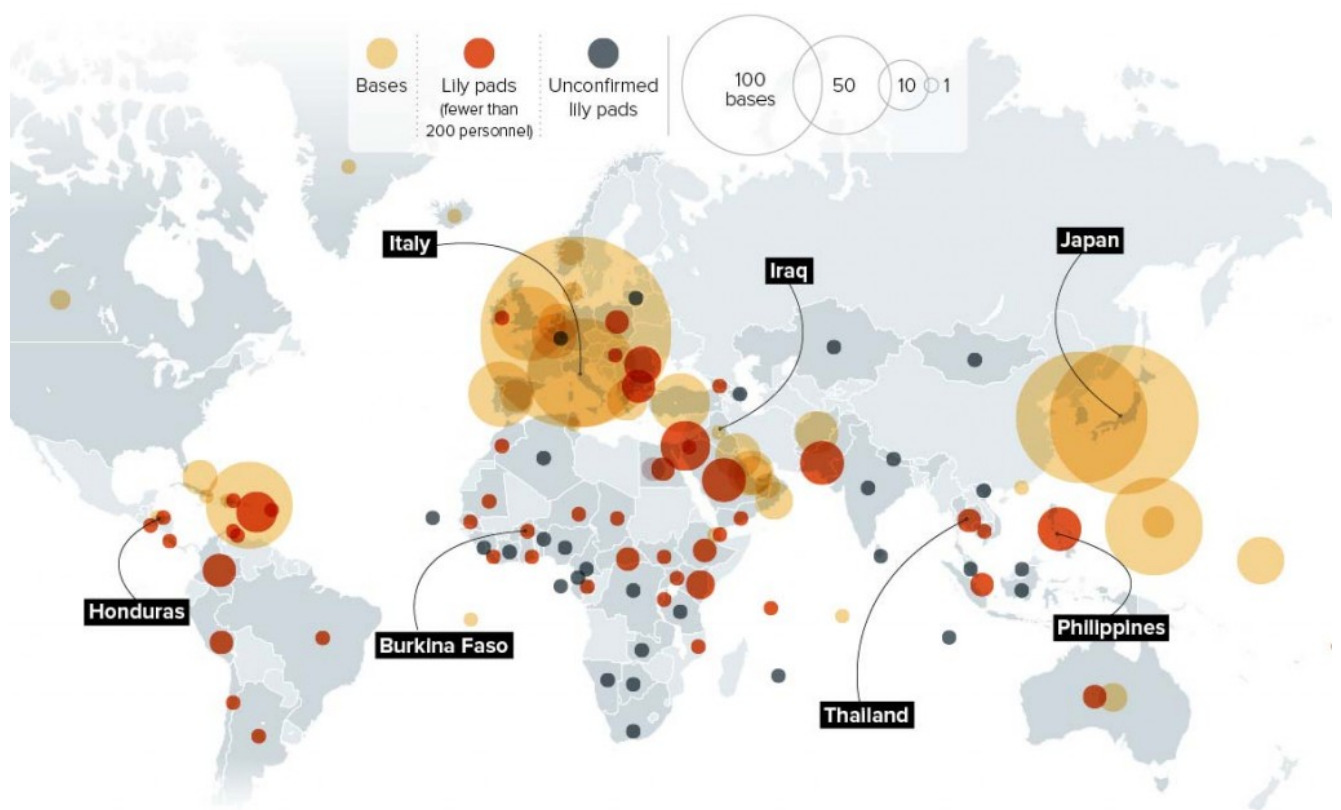 Bases
Lily pads
(fewer than
200 personnel)
Unconfirmed
lily pads
100
bases
50
10
1
Italy
Iraq
Japan
Honduras
Burkina Faso
Philippines
Thailand